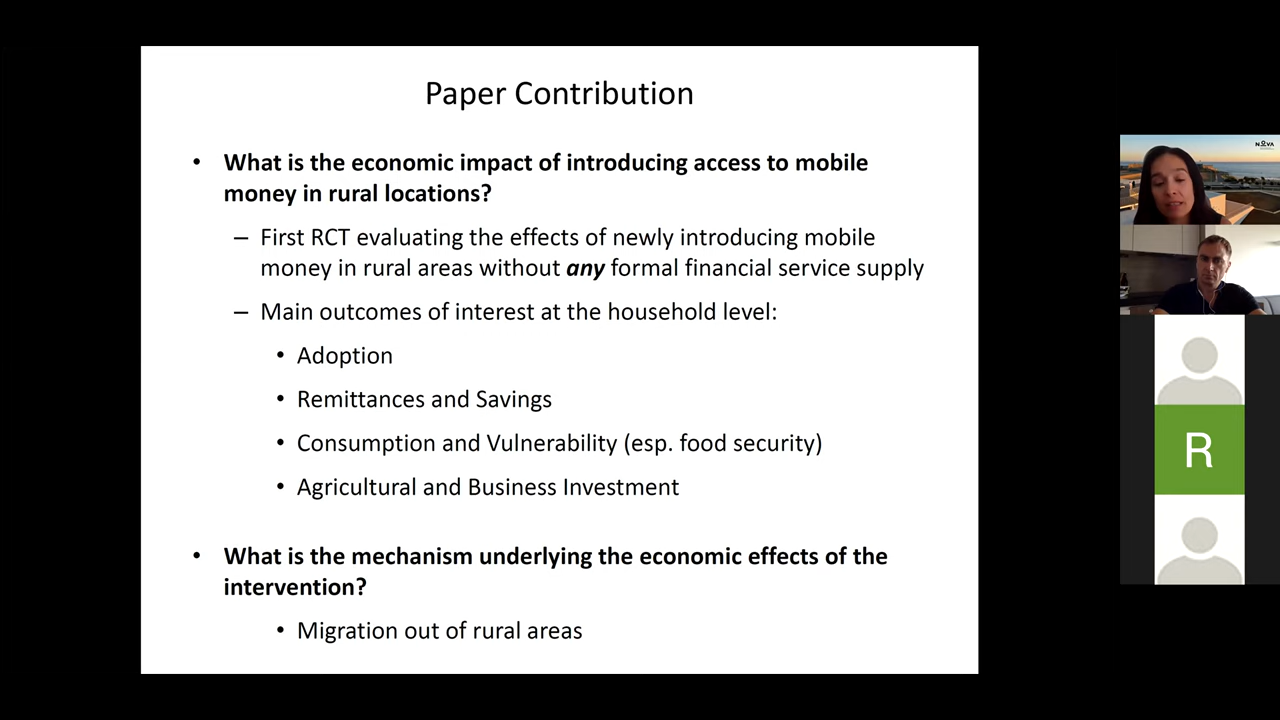 Paper Contribution
• What is the economic impact of introducing access to mobile
money in rural locations?
– First RCT evaluating the effects of newly introducing mobile
money in rural areas without any formal financial service supply
– Main outcomes of interest at the household level:
• Adoption
• Remittances and Savings
• Consumption and Vulnerability (esp. food security)
• Agricultural and Business Investment
• What is the mechanism underlying the economic effects of the
intervention?
• Migration out of rural areas
NOVA
R